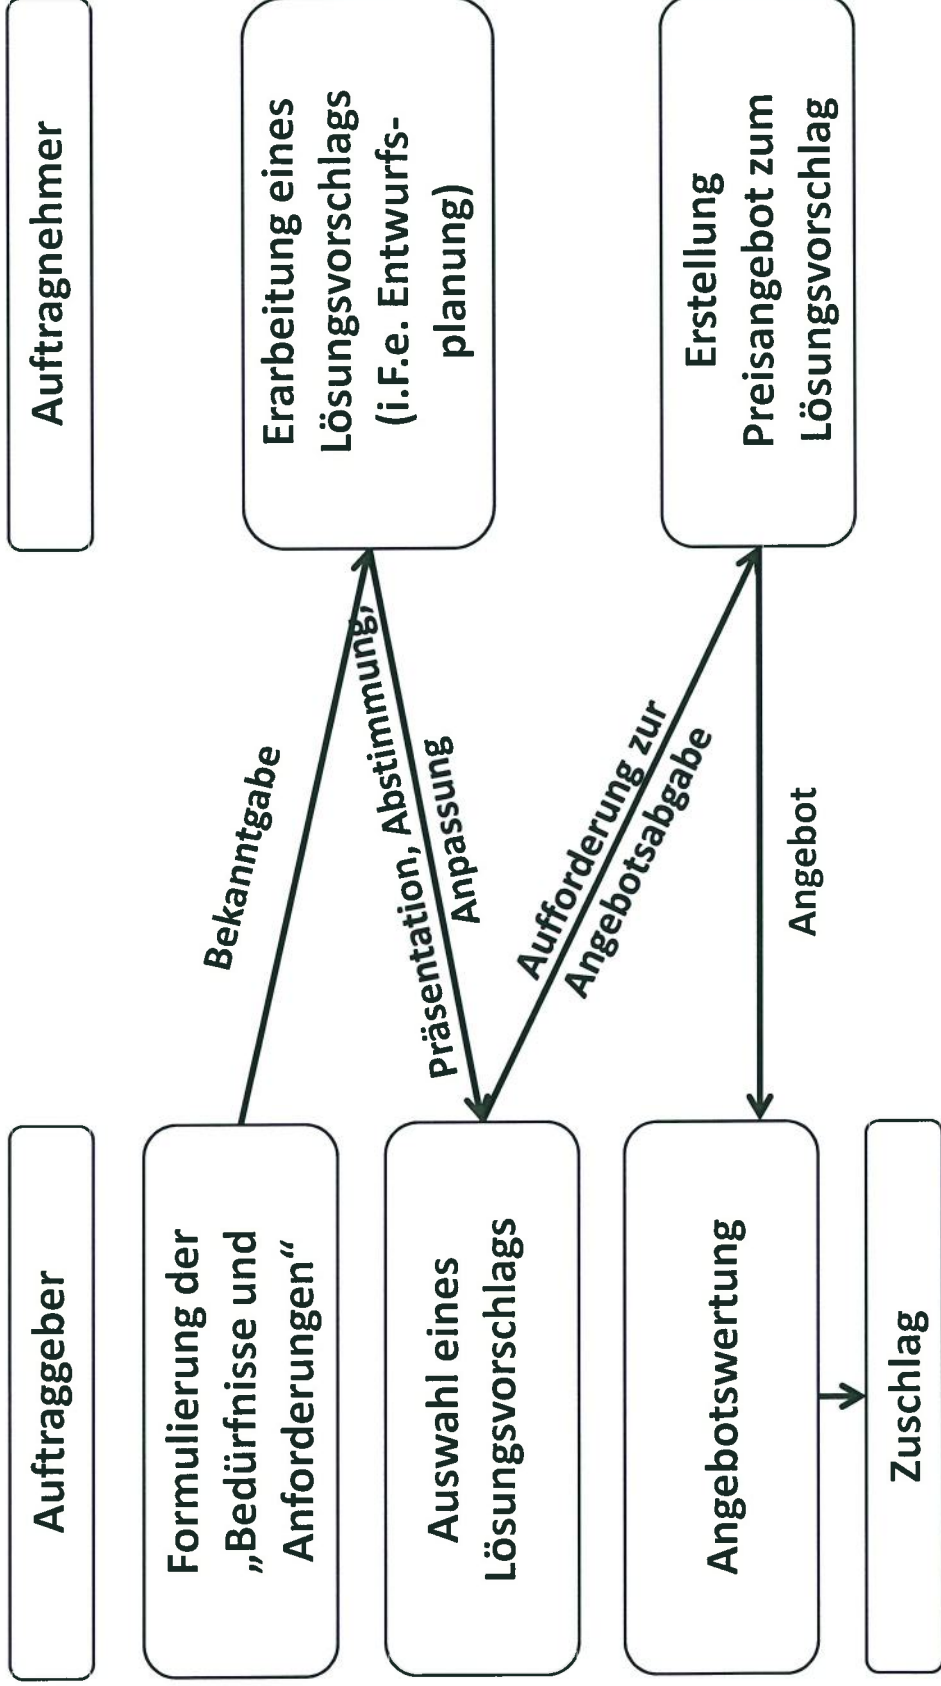 Auftraggeber
Auftragnehmer
Formulierung der
„Bedürfnisse und
Anforderungen“
Bekanntgabe
Erarbeitung eines
Lösungsvorschlags
(i.F.e. Entwurfs-
planung)
Präsentation, Abstimmung,
Anpassung
Auswahl eines
Lösungsvorschlags
Aufforderung zur
Angebotsabgabe
Erstellung
Preisangebot zum
Lösungsvorschlag
Angebot
Angebotswertung
Zuschlag